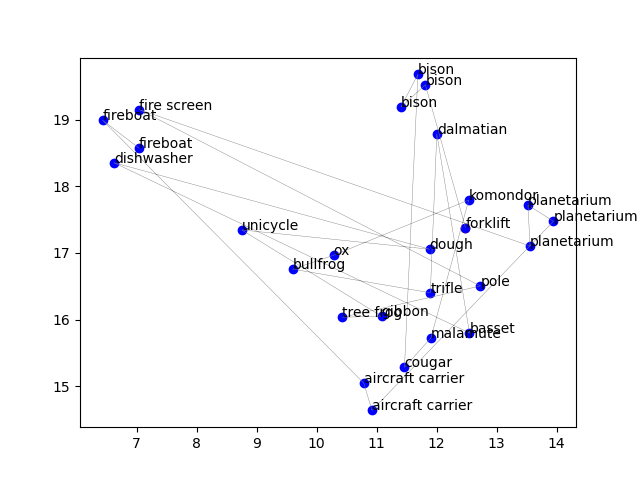 bison
bison
bison
fire screen
fireboat
dalmatian
fireboat
dishwasher
komondor
planetarium
planetarium
unicycle
forklift
planetarium
dough
ox
bullfrog
pole
trifle
tree frog
gibbon
basset
malamute
cougar
aircraft carrier
aircraft carrier
19
18
17
16
15
7 8 9 10 11 12 13 14